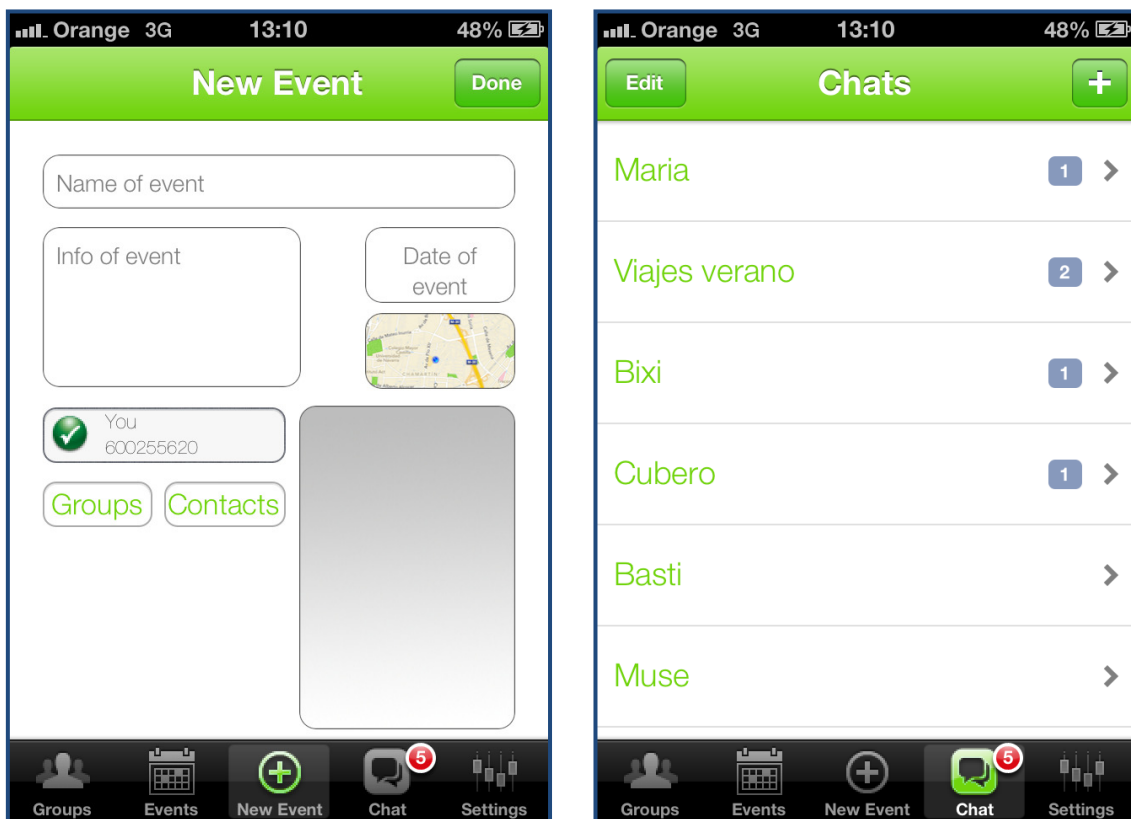 Orange 3G 13:10 48%
New Event Done
Name of event
Info of event
Date of
event
You
600255620
Groups Contacts
5
Groups Events New Event Chat Settings
Orange 3G 13:10 48%
Edit Chats +
Maria 1
Viajes verano 2
Bixi 1
Cubero 1
Basti
Muse
5
Groups Events New Event Chat Settings